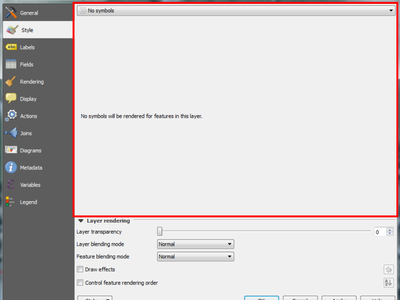 General
No symbols
Style
Labels
Fields
Rendering
Display
Actions
No symbols will be rendered for features in this layer.
Joins
Diagrams
Metadata
Variables
Legend
Layer rendering
Layer transparency
0
Layer blending mode
Normal
Feature blending mode
Normal
Draw effects
Control feature rendering order